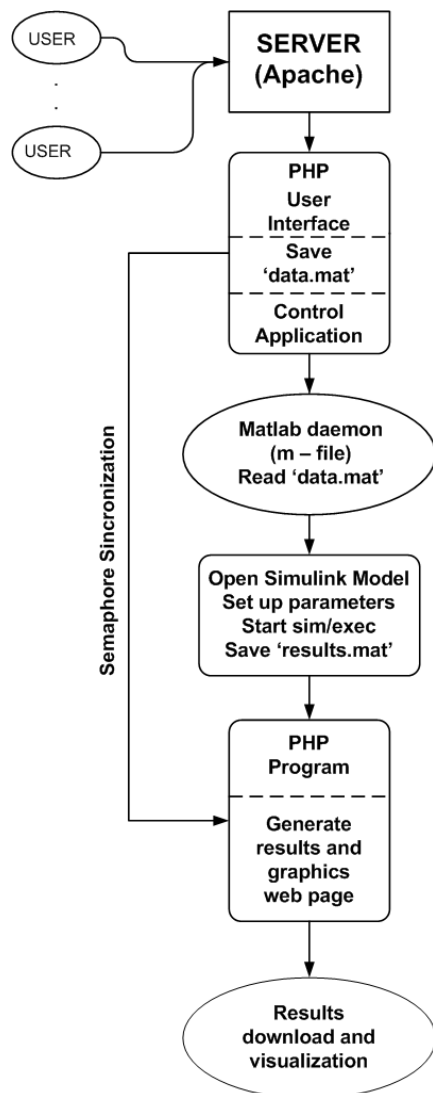 USER
.
.
USER
SERVER
(Apache)
PHP
User
Interface
Save
‘data.mat’
Control
Application
Semaphore Sincronization
Matlab daemon
(m – file)
Read ‘data.mat’
Open Simulink Model
Set up parameters
Start sim/exec
Save ‘results.mat’
PHP
Program
Generate
results and
graphics
web page
Results
download and
visualization